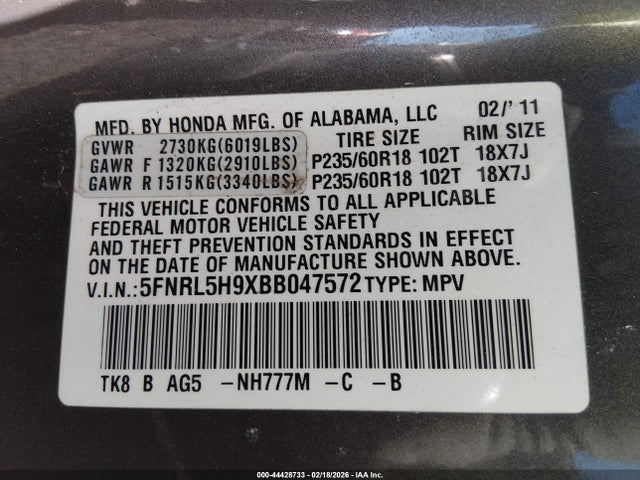 MFD. BY HONDA MFG. OF ALABAMA, LLC 02/'11
TIRE SIZE RIM SIZE
GVWR 2730KG(6019LBS)
GAWR F 1320KG(2910LBS) P235/60R18 102T 18X7J
GAWR R 1515KG(3340LBS) P235/60R18 102T 18X7J
THIS VEHICLE CONFORMS TO ALL APPLICABLE
FEDERAL MOTOR VEHICLE SAFETY
AND THEFT PREVENTION STANDARDS IN EFFECT
ON THE DATE OF MANUFACTURE SHOWN ABOVE.
V.I.N.:5FNRL5H9XBB047572 TYPE: MPV
TK8 B AG5 -NH777M -C -B
000-44428733 - 02/18/2026 - IAA Inc.